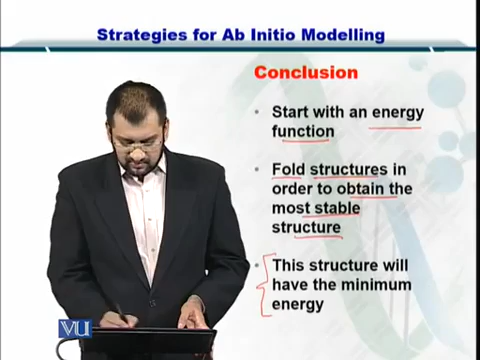 Strategies for Ab Initio Modelling
Conclusion
• Start with an energy
function
• Fold structures in
order to obtain the
most stable
structure
• This structure will
have the minimum
energy
VU